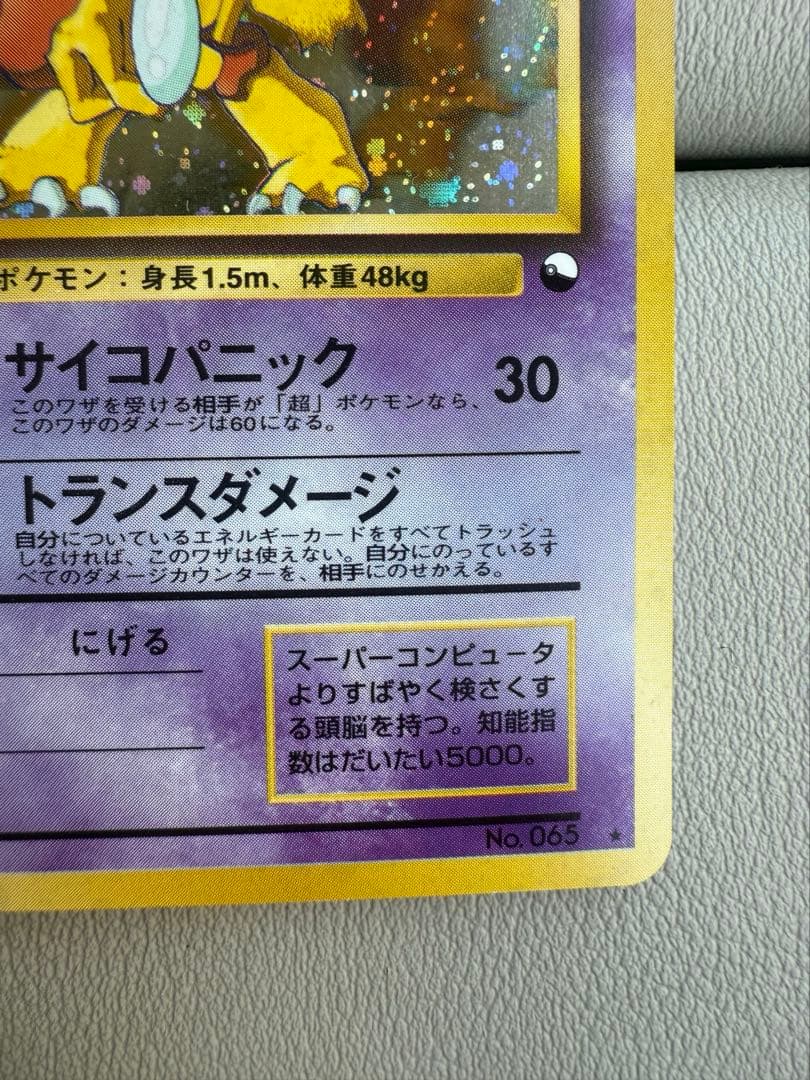 ポケモン：身長1.5m、体重48kg
サイコパニック 30
このワザを受ける相手が「超」ポケモンなら、
このワザのダメージは60になる。
トランスダメージ
自分についているエネルギーカードをすべてトラッシュ
しなければ、このワザは使えない。自分にのっているす
べてのダメージカウンターを、相手にのせかえる。
にげる
スーパーコンピュータ
よりすばやく検さくす
る頭脳を持つ。知能指
数はだいたい5000。
No. 065 ★